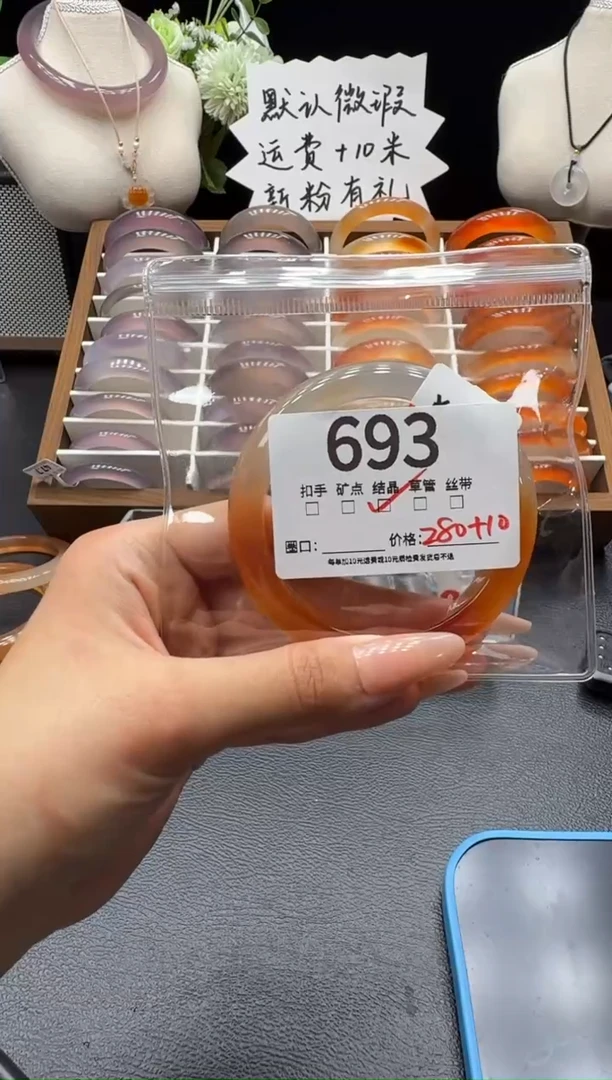 默认微瑕
运费+10米
新粉有礼
693
扣手 矿点 结晶 草管 丝带
圈口： 价格：280+10